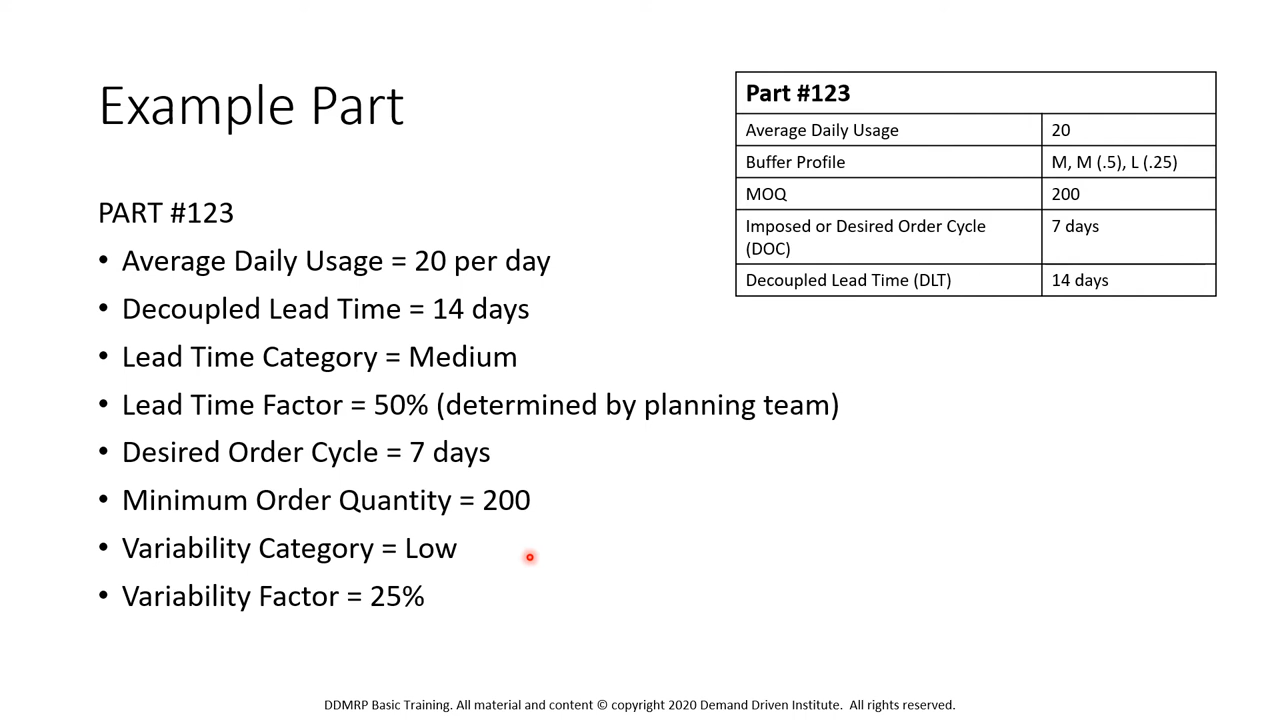 Example Part
PART #123
• Average Daily Usage = 20 per day
• Decoupled Lead Time = 14 days
• Lead Time Category = Medium
• Lead Time Factor = 50% (determined by planning team)
• Desired Order Cycle = 7 days
• Minimum Order Quantity = 200
• Variability Category = Low
• Variability Factor = 25%
Part #123
Average Daily Usage 20
Buffer Profile M, M (.5), L (.25)
MOQ 200
Imposed or Desired Order Cycle 7 days
(DOC)
Decoupled Lead Time (DLT) 14 days
DDMRP Basic Training. All material and content © copyright 2020 Demand Driven Institute. All rights reserved.